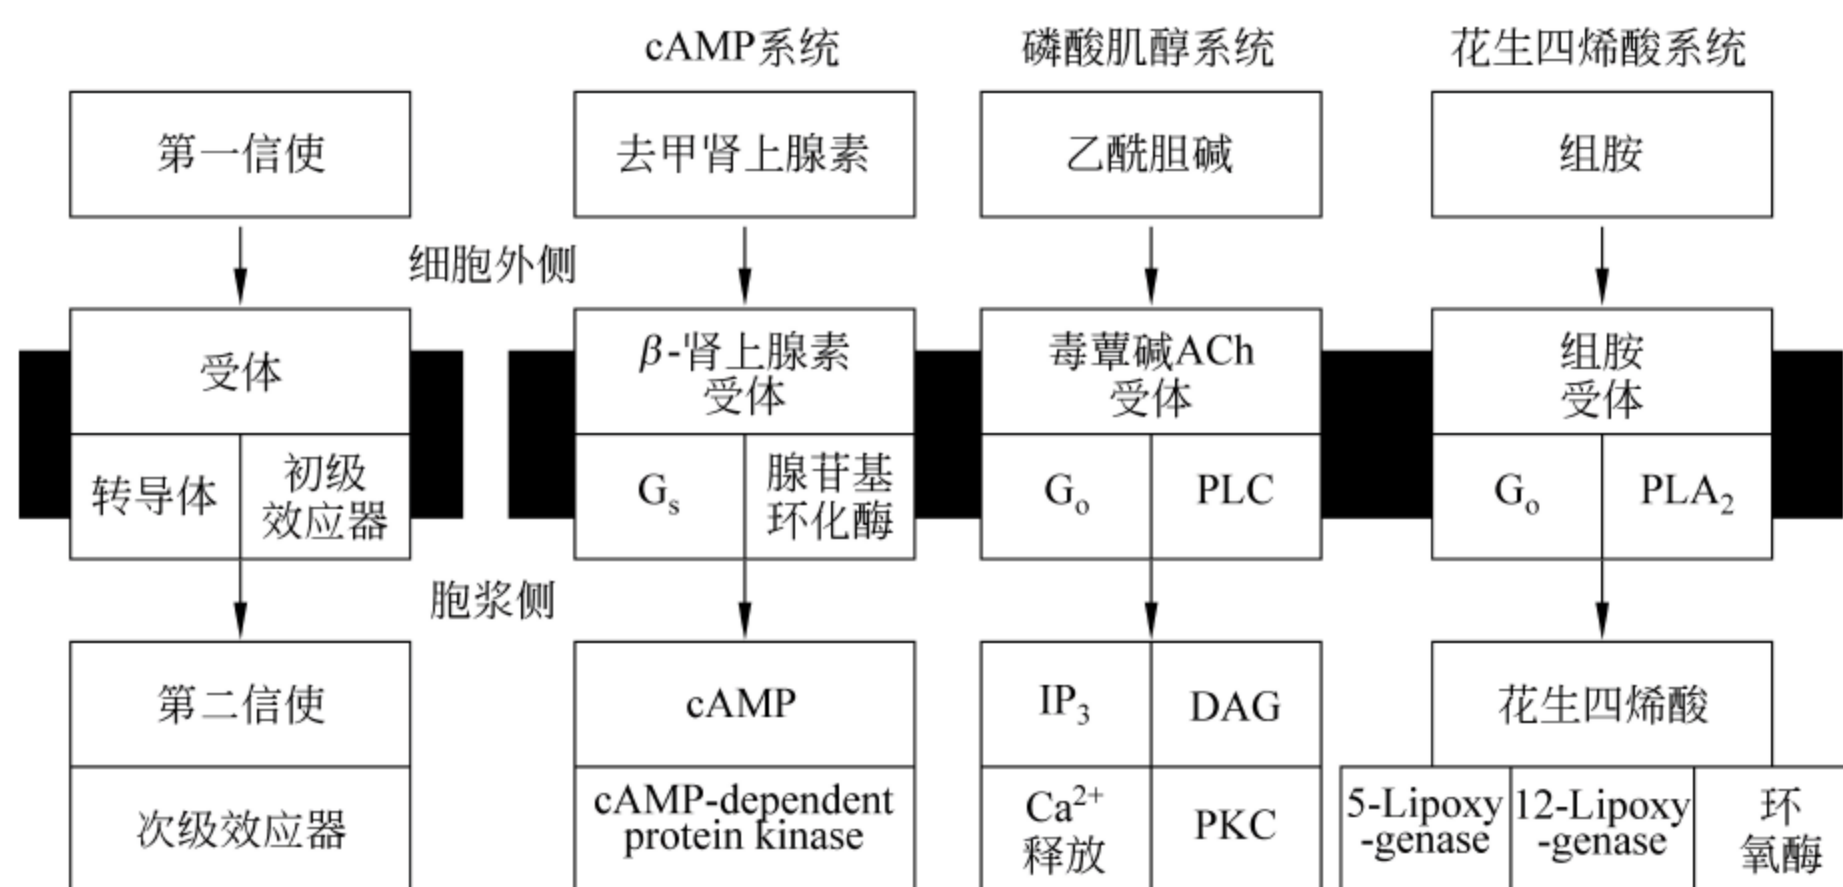 cAMP系统
磷酸肌醇系统
花生四烯酸系统
第一信使
去甲肾上腺素
乙酰胆碱
组胺
细胞外侧
受体
β-肾上腺素
受体
毒蕈碱ACh
受体
组胺
受体
转导体
初级
效应器
Gs
腺苷基
环化酶
Go
PLC
Go
PLA2
胞浆侧
第二信使
cAMP
IP3
DAG
花生四烯酸
次级效应器
cAMP-dependent
protein kinase
Ca2+
释放
PKC
5-Lipoxy
-genase
12-Lipoxy
-genase
环
氧酶